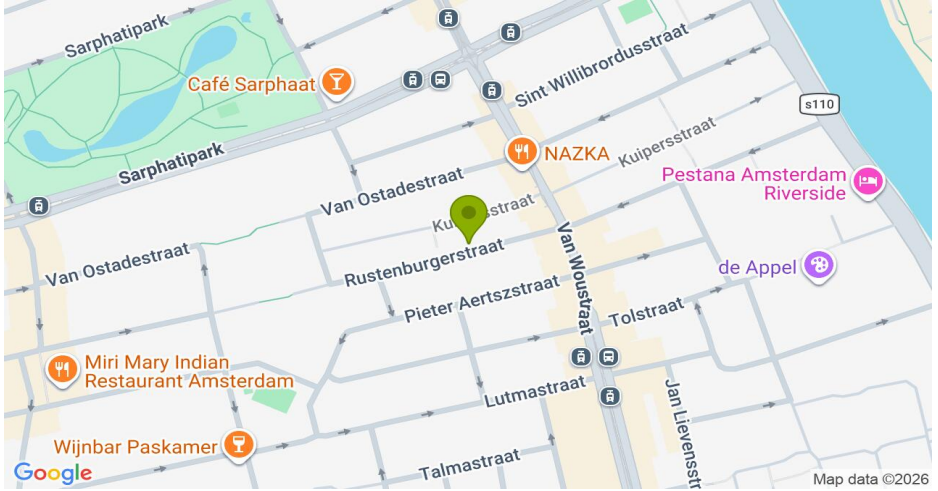 Sarphatipark
Café Sarphaat
Sint Willibrordusstraat
s110
Sarphatipark
NAZKA
Kuipersstraat
Pestana Amsterdam
Riverside
Van Ostadestraat
Van Ostadestraat
Rustenburgerstraat
Van Woustraat
de Appel
Pieter Aertszstraat
Tolstraat
Miri Mary Indian
Restaurant Amsterdam
Lutmastraat
Jan Lievensstr
Wijnbar Paskamer
Talmastraat
Google
Map data ©2026